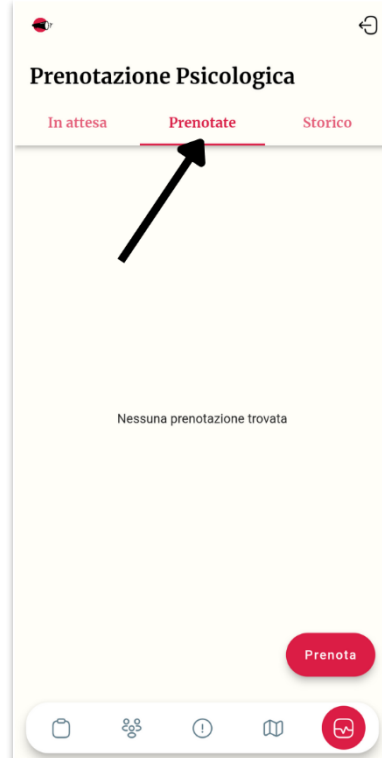 Prenotazione Psicologica
In attesa Prenotate Storico
Nessuna prenotazione trovata
Prenota